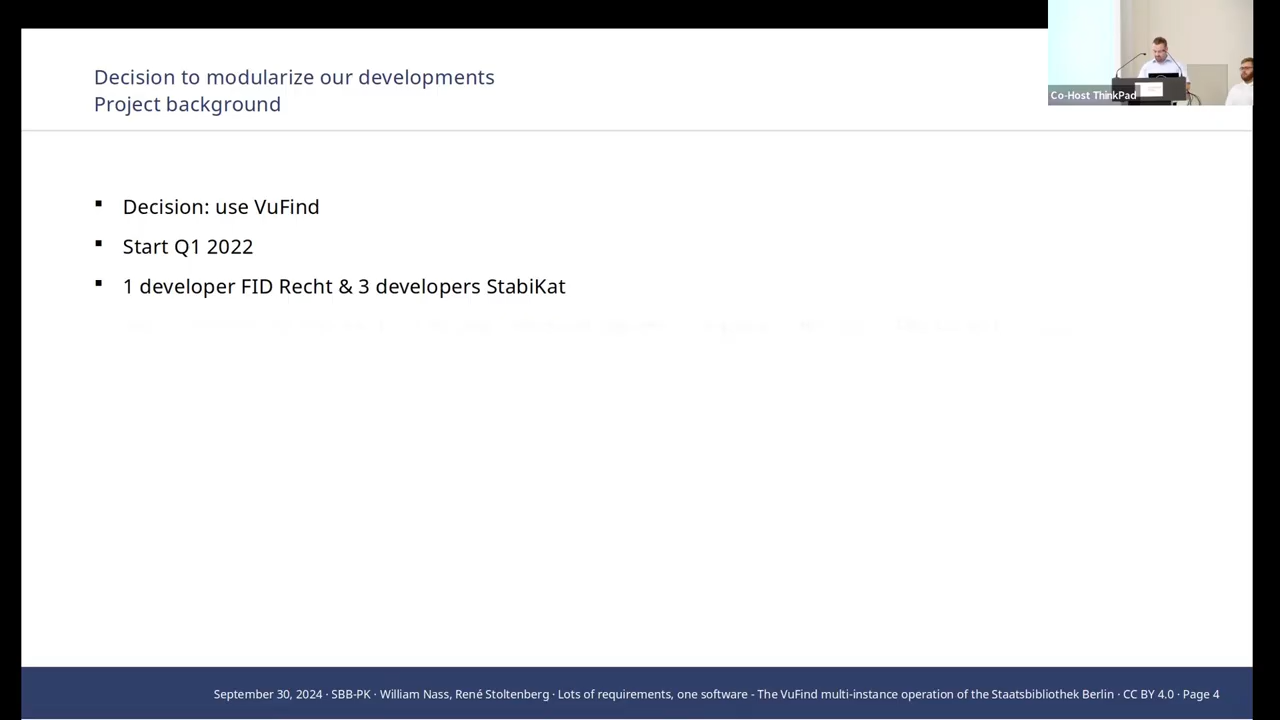 Decision to modularize our developments
Project background
Co-Host ThinkPad
▪ Decision: use VuFind
▪ Start Q1 2022
▪ 1 developer FID Recht & 3 developers StabiKat
September 30, 2024 · SBB-PK · William Nass, René Stoltenberg · Lots of requirements, one software - The VuFind multi-instance operation of the Staatsbibliothek Berlin · CC BY 4.0 · Page 4